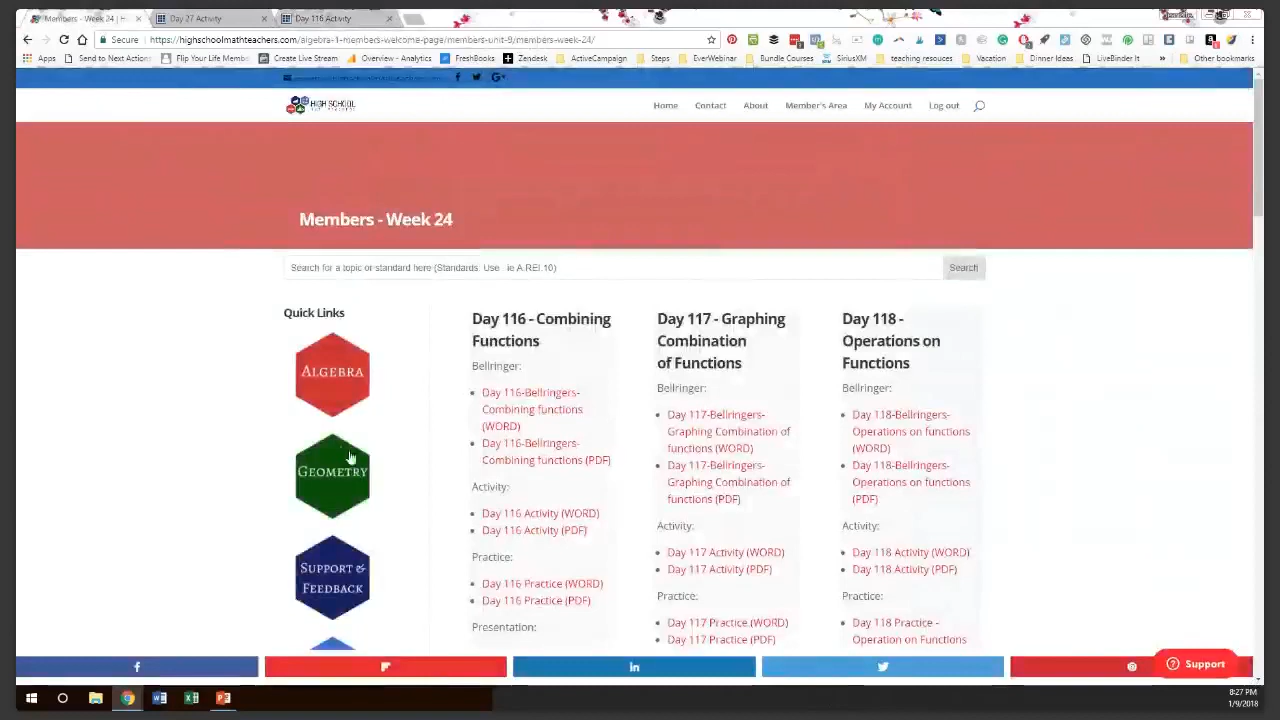 Members - Week 24 | H
Day 27 Activity
Day 116 Activity
Secure
https://highschoolmathteachers.com/algebra-1-members-welcome-page/members-unit-9/members-week-24/
Apps
Send to Next Action
Flip Your Life Memb
Create Live Stream
Overview - Analytics
FreshBooks
Zendesk
ActiveCampaign
Steps
EverWebinar
Bundle Courses
SiriusXM
teaching resouces
Vacation
Dinner Ideas
LiveBinder It
»
Other bookmarks
HIGH SCHOOL
Home
Contact
About
Member's Area
My Account
Log out
Members - Week 24
Search for a topic or standard here (Standards: Use . ie A.REI.10)
Search
Quick Links
ALGEBRA
GEOMETRY
SUPPORT &
FEEDBACK
Day 116 - Combining
Functions
Bellringer:
Day 116-Bellringers-
Combining functions
(WORD)
Day 116-Bellringers-
Combining functions (PDF)
Activity:
Day 116 Activity (WORD)
Day 116 Activity (PDF)
Practice:
Day 116 Practice (WORD)
Day 116 Practice (PDF)
Presentation:
Day 117 - Graphing
Combination
of Functions
Bellringer:
Day 117-Bellringers-
Graphing Combination of
functions (WORD)
Day 117-Bellringers-
Graphing Combination of
functions (PDF)
Activity:
Day 117 Activity (WORD)
Day 117 Activity (PDF)
Practice:
Day 117 Practice (WORD)
Day 117 Practice (PDF)
Day 118 -
Operations on
Functions
Bellringer:
Day 118-Bellringers-
Operations on functions
(WORD)
Day 118-Bellringers-
Operations on functions
(PDF)
Activity:
Day 118 Activity (WORD)
Day 118 Activity (PDF)
Practice:
Day 118 Practice -
Operation on Functions
Support
8:27 PM
1/9/2018